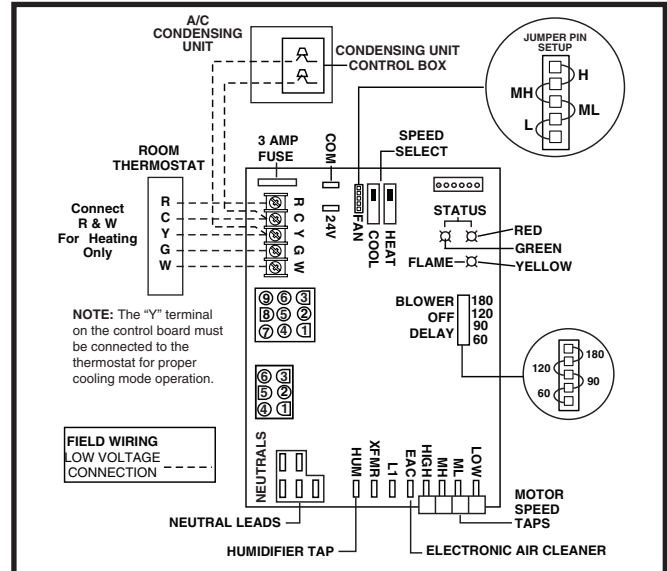 A/C
CONDENSING
UNIT
CONDENSING UNIT
CONTROL BOX
JUMPER PIN
SETUP
H
MH
ML
L
ROOM
THERMOSTAT
3 AMP
FUSE
COM
SPEED
SELECT
Connect
R & W
For Heating
Only
R
C
Y
G
W
R
C
Y
G
W
24V
FAN
COOL
HEAT
STATUS
RED
GREEN
FLAME
YELLOW
NOTE: The “Y” terminal
on the control board must
be connected to the
thermostat for proper
cooling mode operation.
9 6 3
8 5 2
7 4 1
BLOWER
OFF
DELAY
180
120
90
60
180
120
90
60
6 3
5 2
4 1
FIELD WIRING
LOW VOLTAGE
CONNECTION
NEUTRALS
HUM
XFMR
L1
EAC
HIGH
MH
ML
LOW
NEUTRAL LEADS
MOTOR
SPEED
TAPS
HUMIDIFIER TAP
ELECTRONIC AIR CLEANER